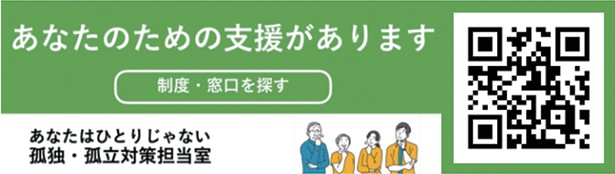 あなたのための支援があります
制度・窓口を探す
あなたはひとりじゃない
孤独・孤立対策担当室